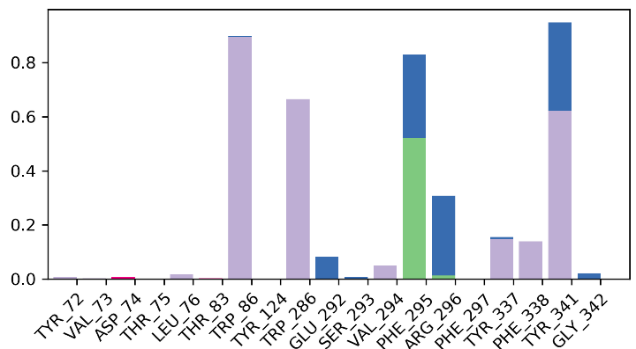 0.8
0.6
0.4
0.2
0.0
TYR_72
VAL_73
ASP_74
THR_75
LEU_76
THR_83
TRP_86
TYR_124
TRP_286
GLU_292
SER_293
VAL_294
PHE_295
ARG_296
PHE_297
TYR_337
PHE_338
TYR_341
GLY_342